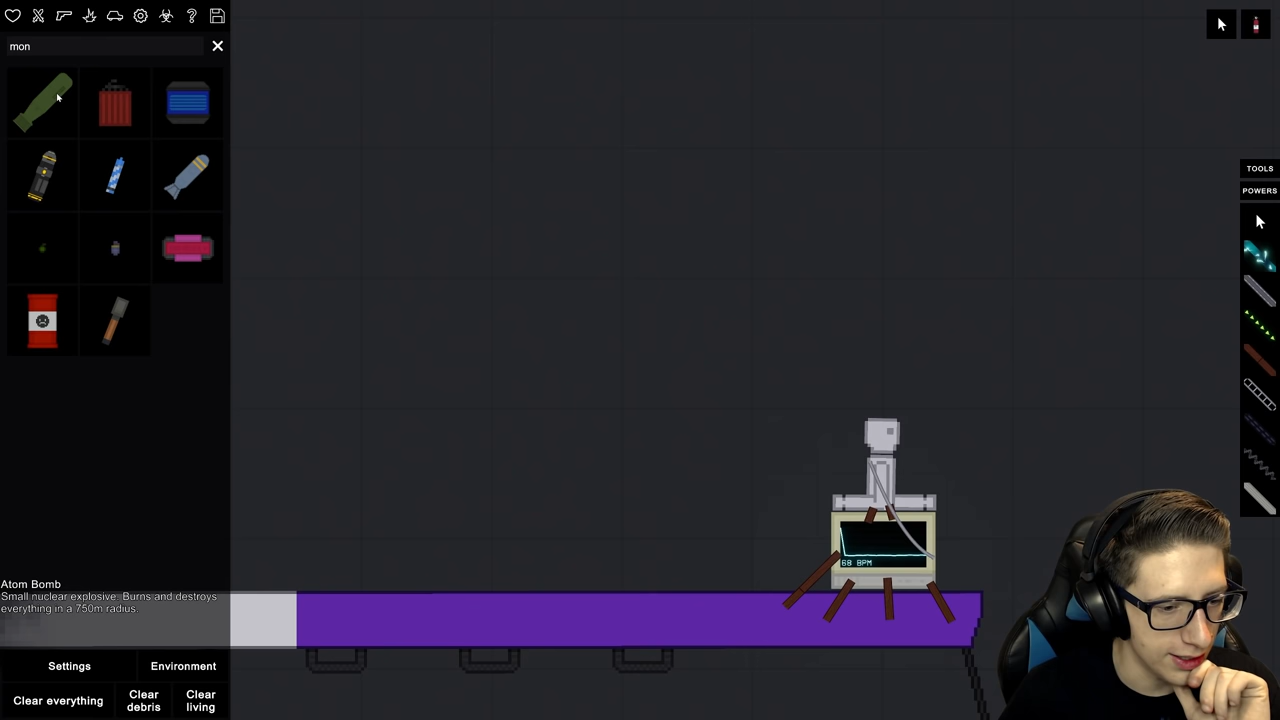 mon
TOOLS
POWERS
68 BPM
Atom Bomb
Small nuclear explosive. Burns and destroys
everything in a 750m radius.
Settings
Environment
Clear everything
Clear
debris
Clear
living